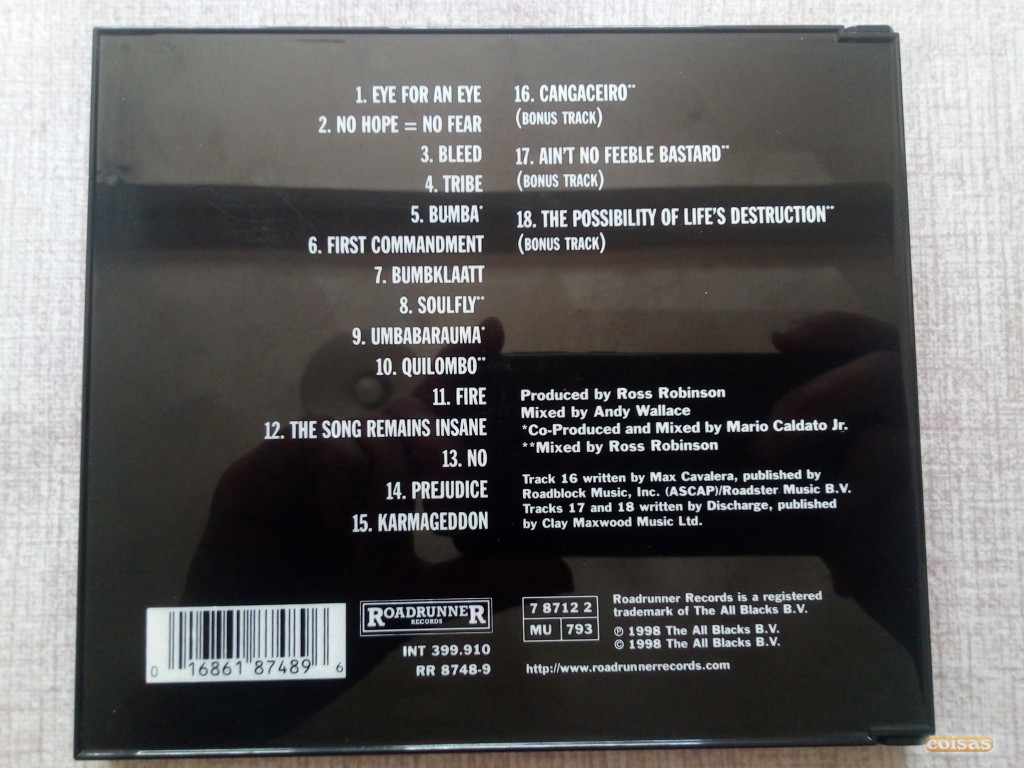 1. EYE FOR AN EYE
2. NO HOPE = NO FEAR
3. BLEED
4. TRIBE
5. BUMBA*
6. FIRST COMMANDMENT
7. BUMBKLAATT
8. SOULFLY**
9. UMBABARAUMA*
10. QUILOMBO**
11. FIRE
12. THE SONG REMAINS INSANE
13. NO
14. PREJUDICE
15. KARMAGEDDON
16. CANGACEIRO**
(BONUS TRACK)
17. AIN'T NO FEEBLE BASTARD**
(BONUS TRACK)
18. THE POSSIBILITY OF LIFE'S DESTRUCTION**
(BONUS TRACK)
Produced by Ross Robinson
Mixed by Andy Wallace
*Co-Produced and Mixed by Mario Caldato Jr.
**Mixed by Ross Robinson
Track 16 written by Max Cavalera, published by
Roadblock Music, Inc. (ASCAP)/Roadster Music B.V.
Tracks 17 and 18 written by Discharge, published
by Clay Maxwood Music Ltd.
0 16861 87489 6
ROADRUNNER
RECORDS
INT 399.910
RR 8748-9
7 8712 2
MU 793
Roadrunner Records is a registered
trademark of The All Blacks B.V.
℗ 1998 The All Blacks B.V.
© 1998 The All Blacks B.V.
http://www.roadrunnerrecords.com
coisas